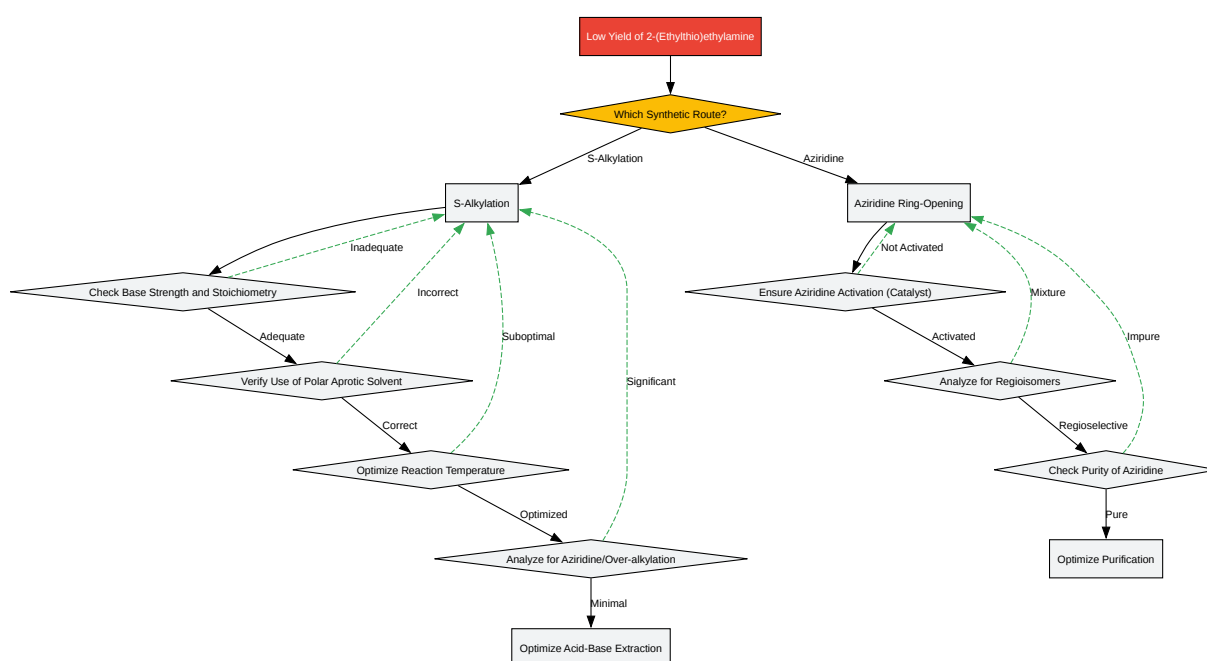 Low Yield of 2-(Ethylthio)ethylamine
Which Synthetic Route?
S-Alkylation
Aziridine
S-Alkylation
Aziridine Ring-Opening
Inadequate
Not Activated
Check Base Strength and Stoichiometry
Incorrect
Ensure Aziridine Activation (Catalyst)
Mixture
Adequate
Suboptimal
Activated
Impure
Verify Use of Polar Aprotic Solvent
Significant
Analyze for Regioisomers
Correct
Regioselective
Optimize Reaction Temperature
Check Purity of Aziridine
Optimized
Pure
Analyze for Aziridine/Over-alkylation
Optimize Purification
Minimal
Optimize Acid-Base Extraction